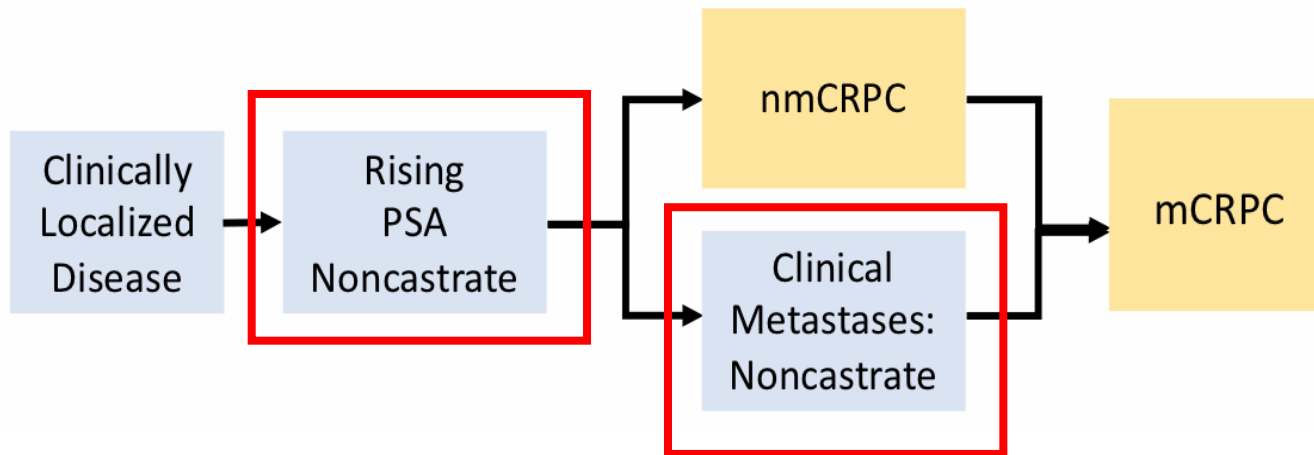 Clinically
Localized
Disease
Rising
PSA
Noncastrate
nmCRPC
Clinical
Metastases:
Noncastrate
mCRPC